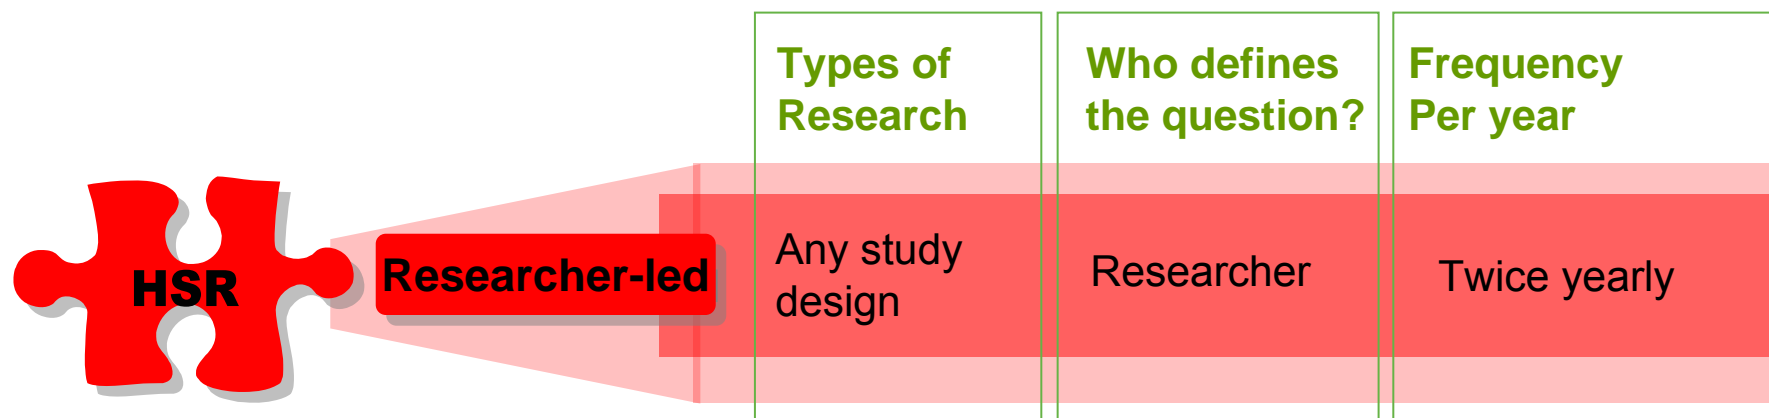 Types of
Research
Who defines
the question?
Frequency
Per year
HSR
Researcher-led
Any study
design
Researcher
Twice yearly